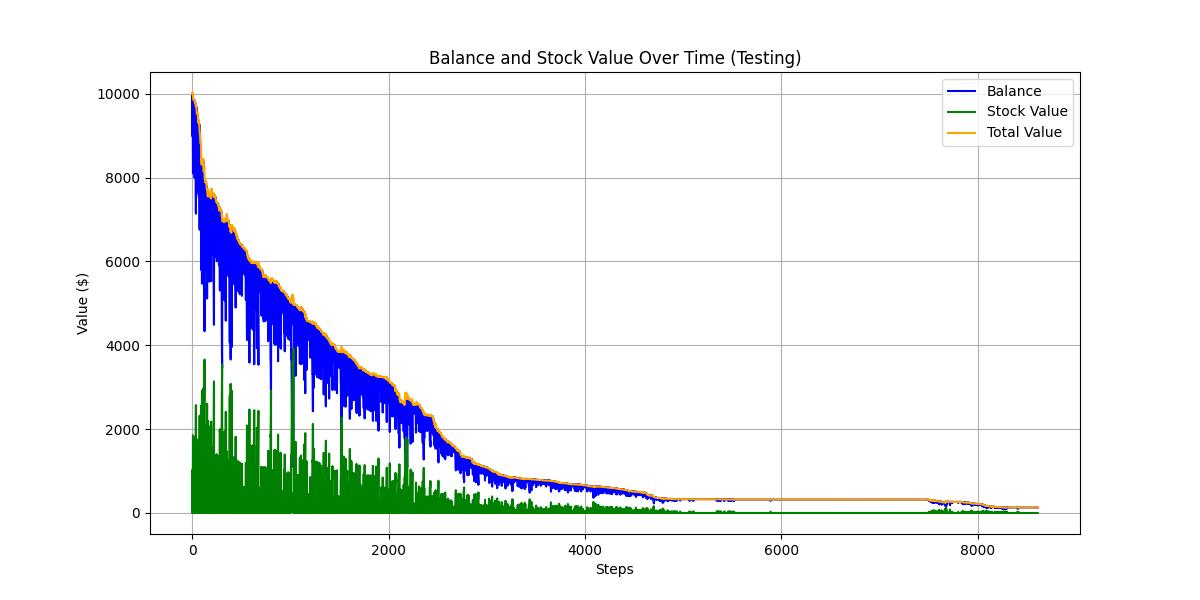 Balance and Stock Value Over Time (Testing)
10000
8000
6000
4000
2000
0
Value ($)
Balance
Stock Value
Total Value
0
2000
4000
6000
8000
Steps